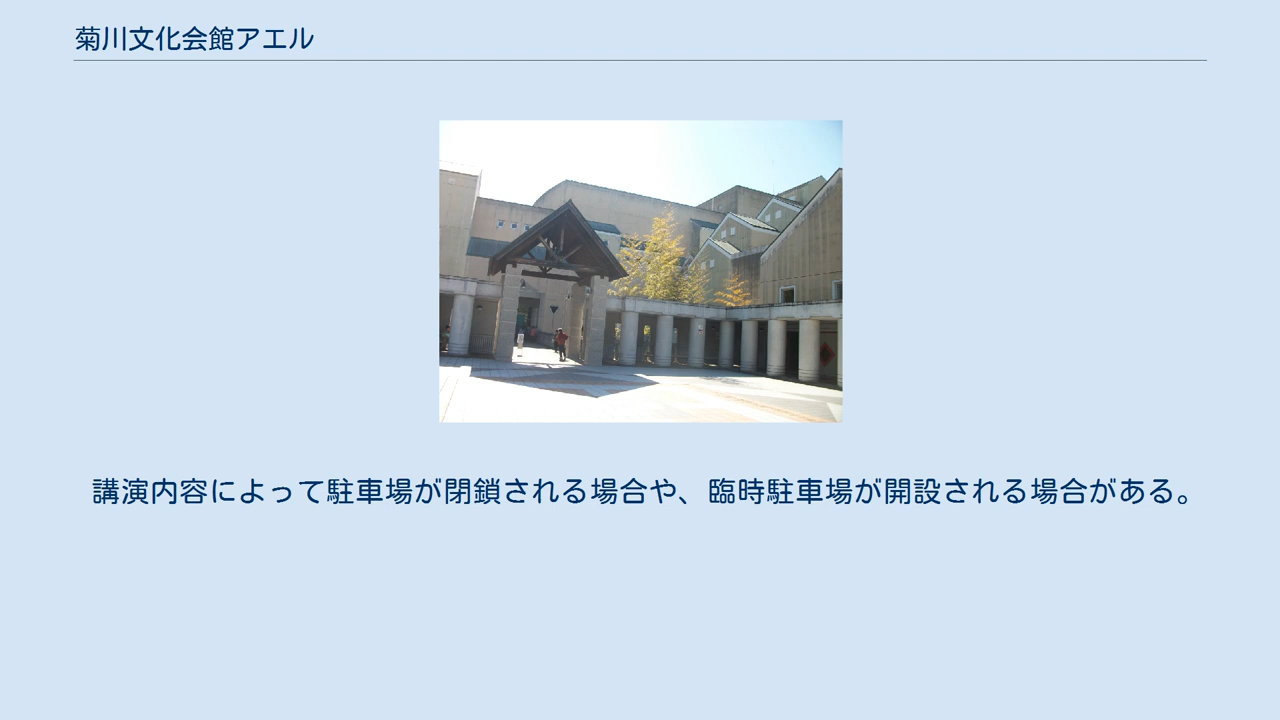 菊川文化会館アエル
講演内容によって駐車場が閉鎖される場合や、臨時駐車場が開設される場合がある。